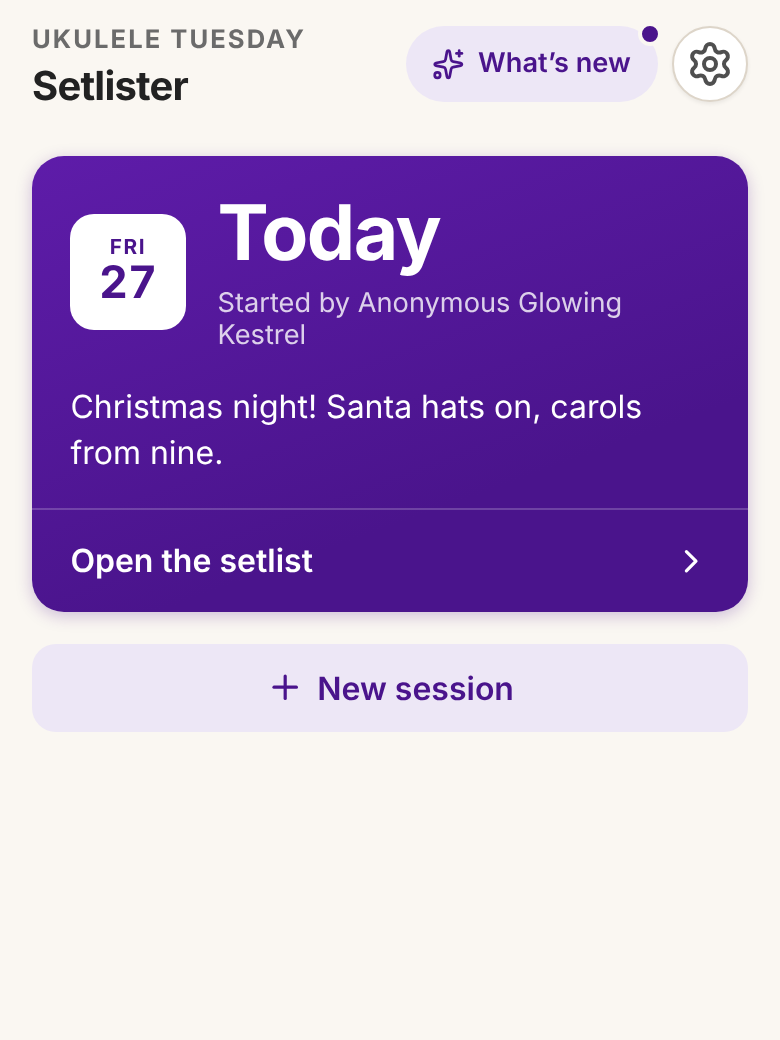 UKULELE TUESDAY
Setlister
What’s new
FRI
27
Today
Started by Anonymous Glowing
Kestrel
Christmas night! Santa hats on, carols
from nine.
Open the setlist
New session